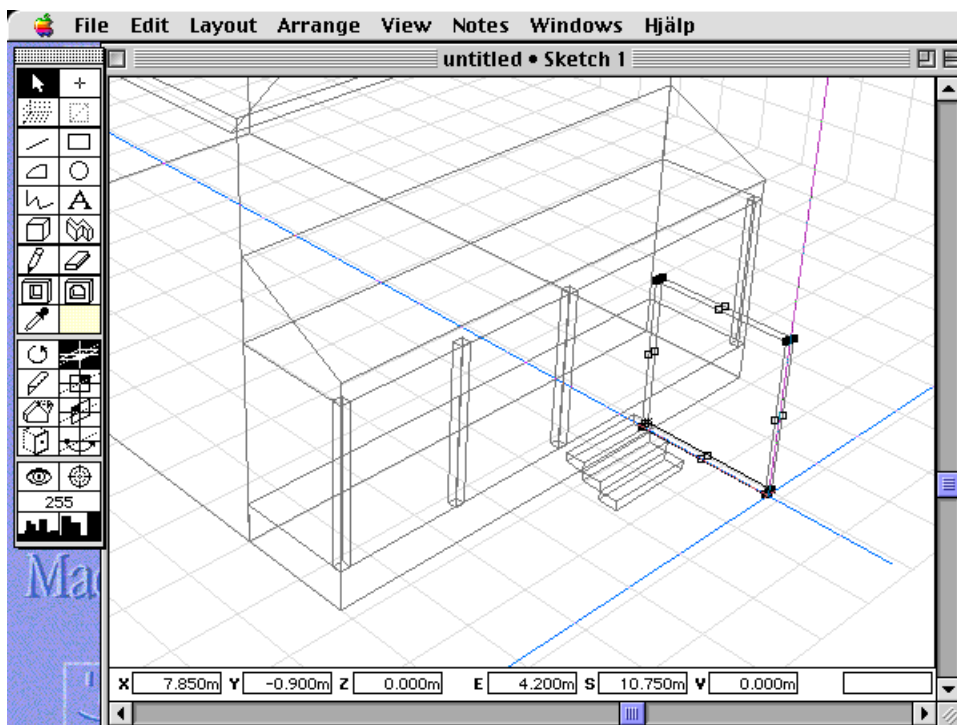 File Edit Layout Arrange View Notes Windows Hjälp
untitled • Sketch 1
A
255
Mac
X 7.850m Y -0.900m Z 0.000m E 4.200m S 10.750m V 0.000m